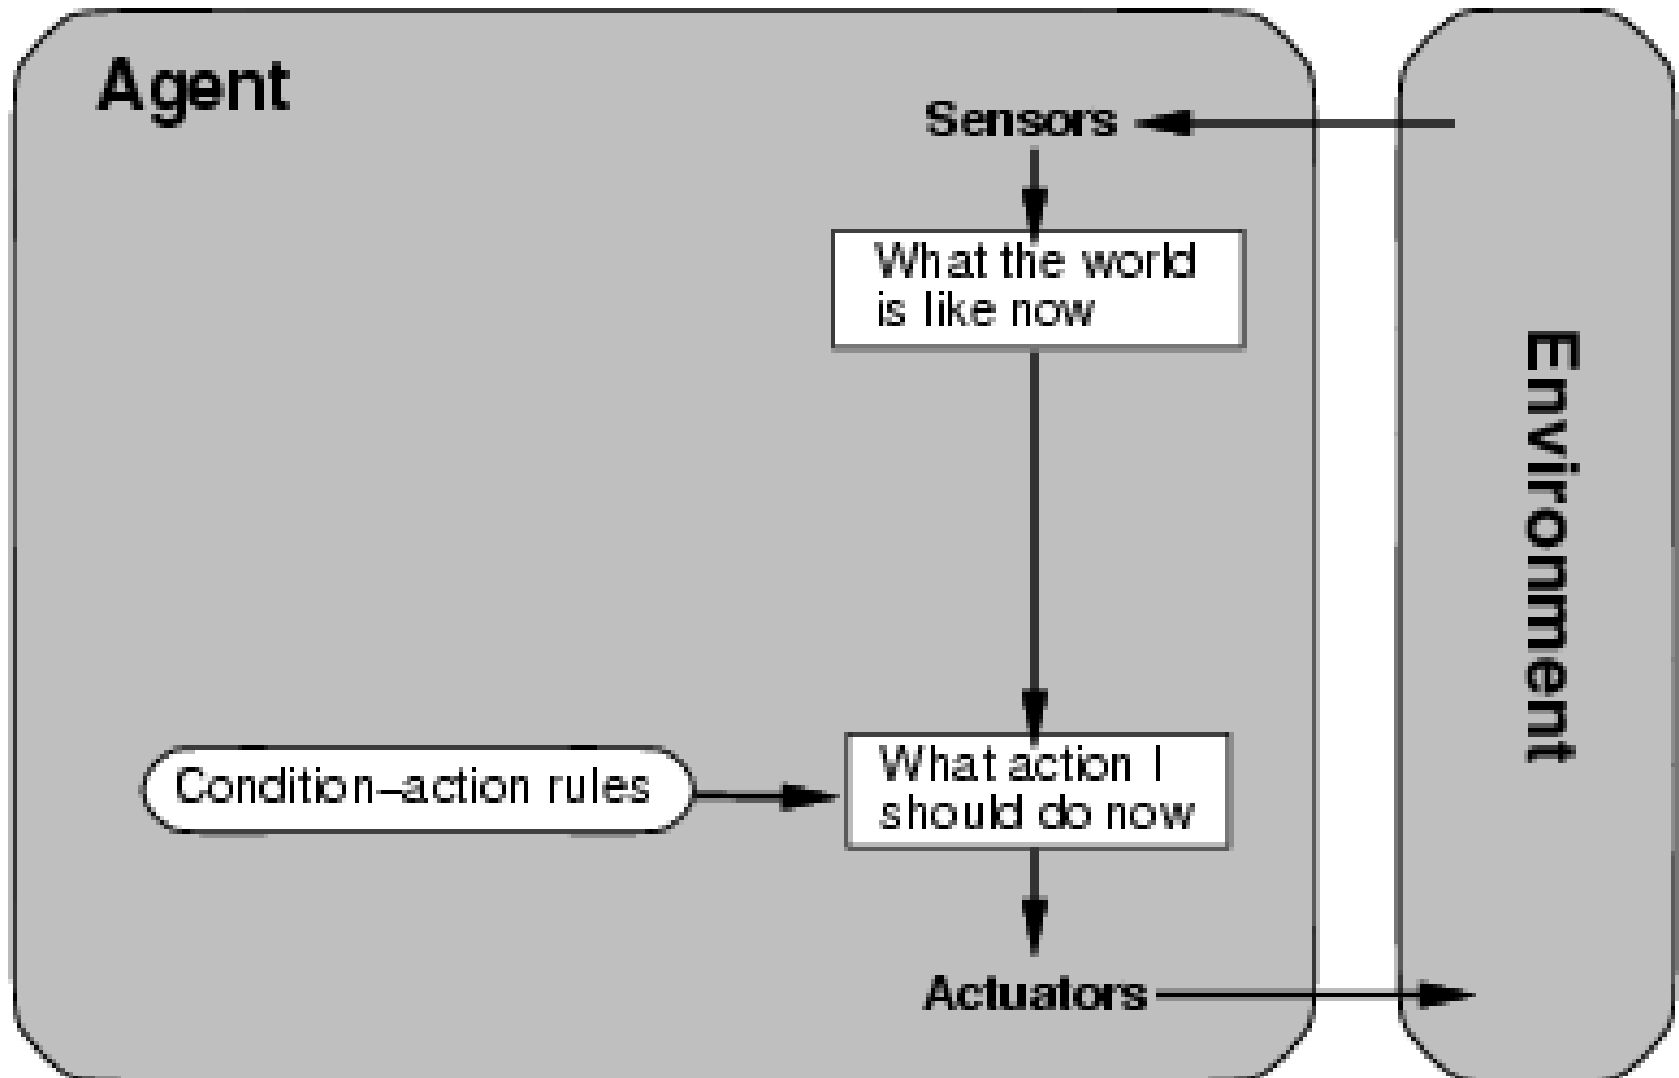 Agent
Sensors
What the world
is like now
Environment
Condition–action rules
What action I
should do now
Actuators